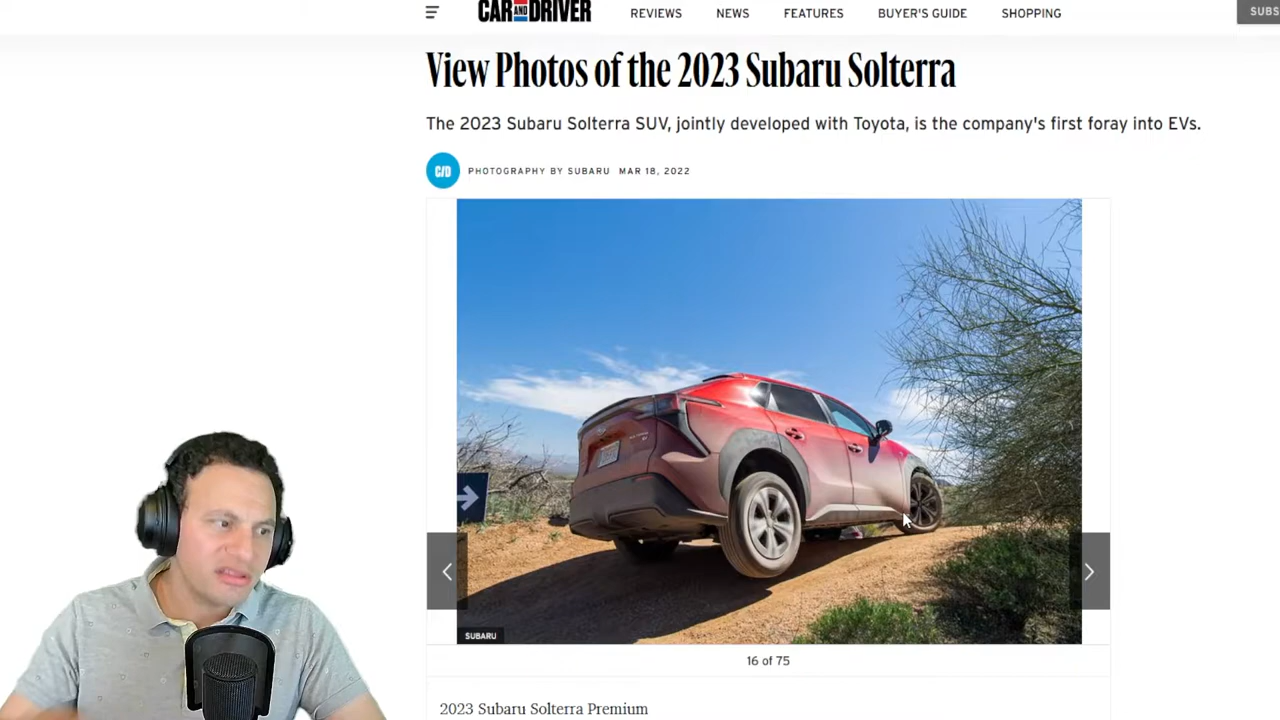 CAR AND DRIVER
REVIEWS
NEWS
FEATURES
BUYER'S GUIDE
SHOPPING
SUBS
View Photos of the 2023 Subaru Solterra
The 2023 Subaru Solterra SUV, jointly developed with Toyota, is the company's first foray into EVs.
C/D
PHOTOGRAPHY BY SUBARU MAR 18, 2022
SUBARU
16 of 75
2023 Subaru Solterra Premium